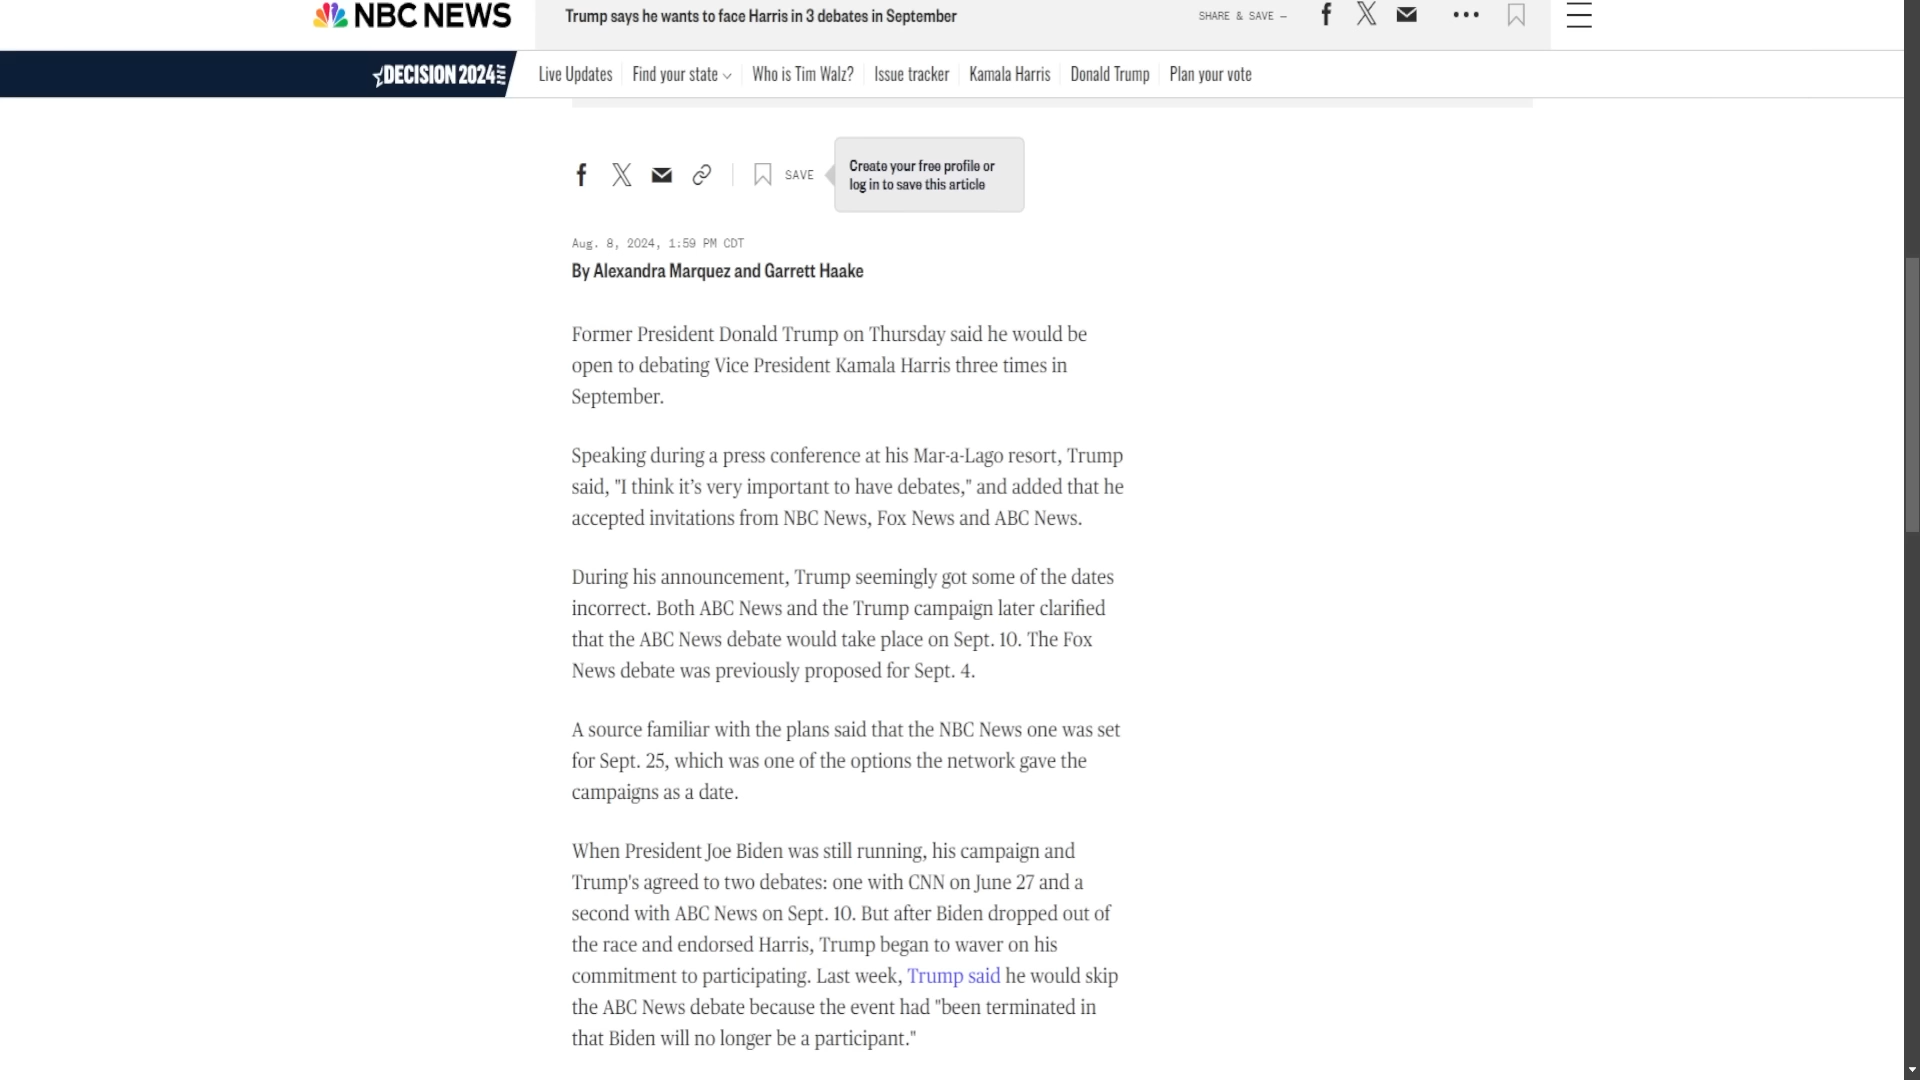 NBC NEWS
Trump says he wants to face Harris in 3 debates in September
SHARE & SAVE —
DECISION 2024
Live Updates
Find your state
Who is Tim Walz?
Issue tracker
Kamala Harris
Donald Trump
Plan your vote
SAVE
Create your free profile or
log in to save this article
Aug. 8, 2024, 1:59 PM CDT
By Alexandra Marquez and Garrett Haake
Former President Donald Trump on Thursday said he would be
open to debating Vice President Kamala Harris three times in
September.
Speaking during a press conference at his Mar-a-Lago resort, Trump
said, "I think it’s very important to have debates," and added that he
accepted invitations from NBC News, Fox News and ABC News.
During his announcement, Trump seemingly got some of the dates
incorrect. Both ABC News and the Trump campaign later clarified
that the ABC News debate would take place on Sept. 10. The Fox
News debate was previously proposed for Sept. 4.
A source familiar with the plans said that the NBC News one was set
for Sept. 25, which was one of the options the network gave the
campaigns as a date.
When President Joe Biden was still running, his campaign and
Trump's agreed to two debates: one with CNN on June 27 and a
second with ABC News on Sept. 10. But after Biden dropped out of
the race and endorsed Harris, Trump began to waver on his
commitment to participating. Last week, Trump said he would skip
the ABC News debate because the event had "been terminated in
that Biden will no longer be a participant."